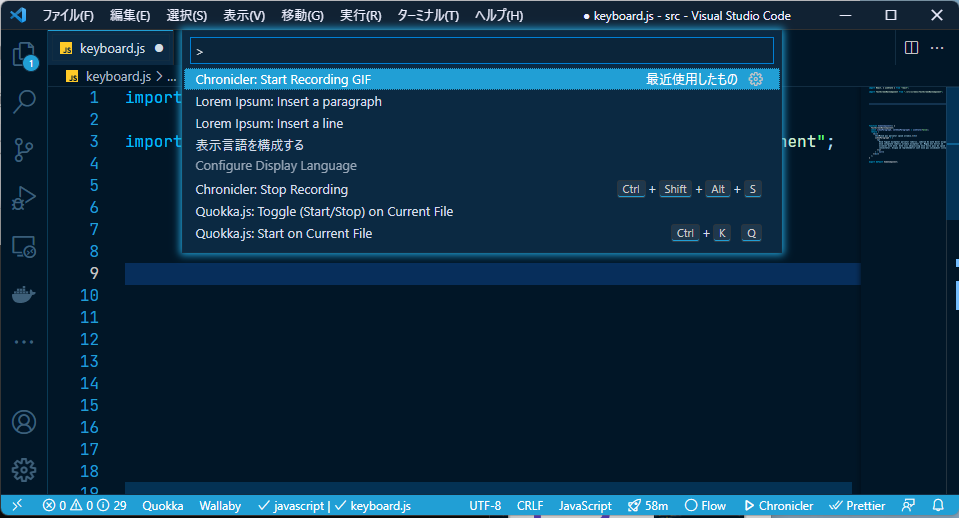 ファイル(F) 編集(E) 選択(S) 表示(V) 移動(G) 実行(R) ターミナル(T) ヘルプ(H) ● keyboard.js - src - Visual Studio Code
JS keyboard.js ●
>
JS keyboard.js > ...
Chronicler: Start Recording GIF 最近使用したもの
Lorem Ipsum: Insert a paragraph
Lorem Ipsum: Insert a line
表示言語を構成する
Configure Display Language
Chronicler: Stop Recording Ctrl + Shift + Alt + S
Quokka.js: Toggle (Start/Stop) on Current File
Quokka.js: Start on Current File Ctrl + K Q
1
1 import
2
3 import ment";
4
5
6
7
8
9
10
11
12
13
14
15
16
17
18
19
0 0 29 Quokka Wallaby javascript | keyboard.js UTF-8 CRLF JavaScript 58m Flow Chronicler Prettier